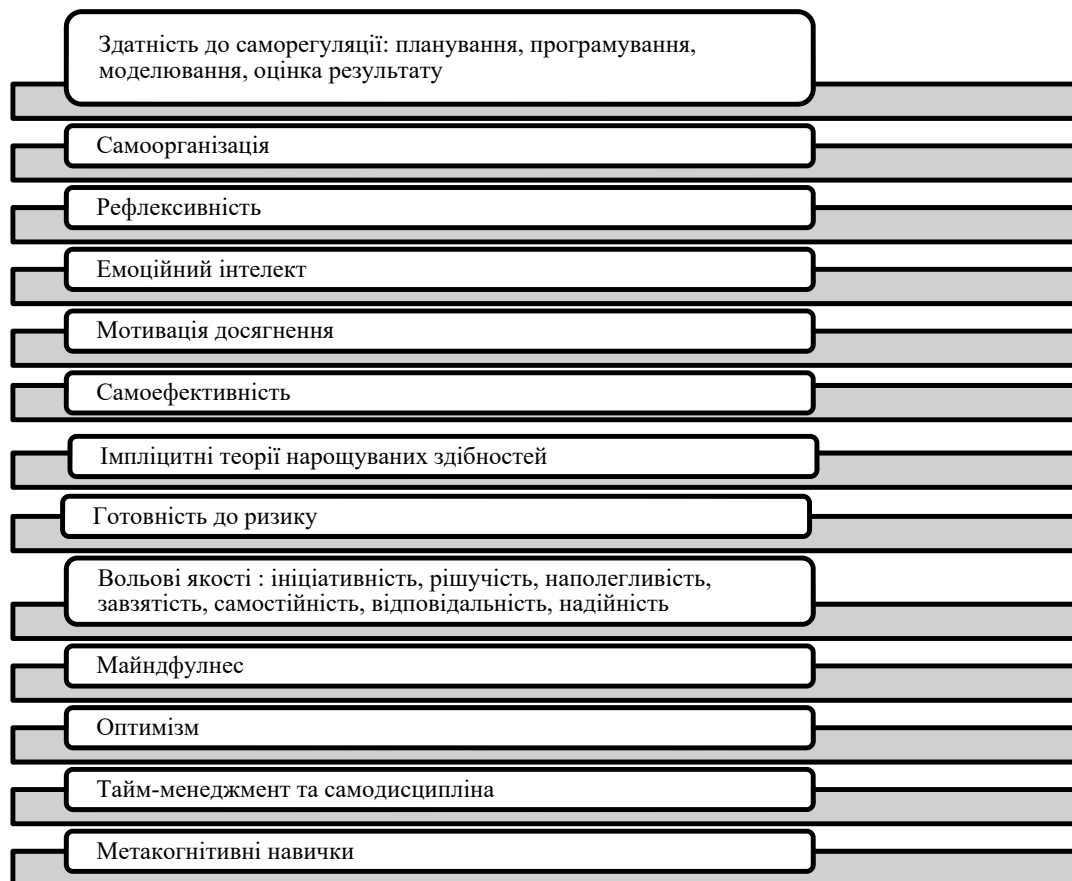 Здатність до саморегуляції: планування, програмування,
моделювання, оцінка результату
Самоорганізація
Рефлексивність
Емоційний інтелект
Мотивація досягнення
Самоефективність
Імпліцитні теорії нарощуваних здібностей
Готовність до ризику
Вольові якості : ініціативність, рішучість, наполегливість,
завзятість, самостійність, відповідальність, надійність
Майндфулнес
Оптимізм
Тайм-менеджмент та самодисципліна
Метакогнітивні навички